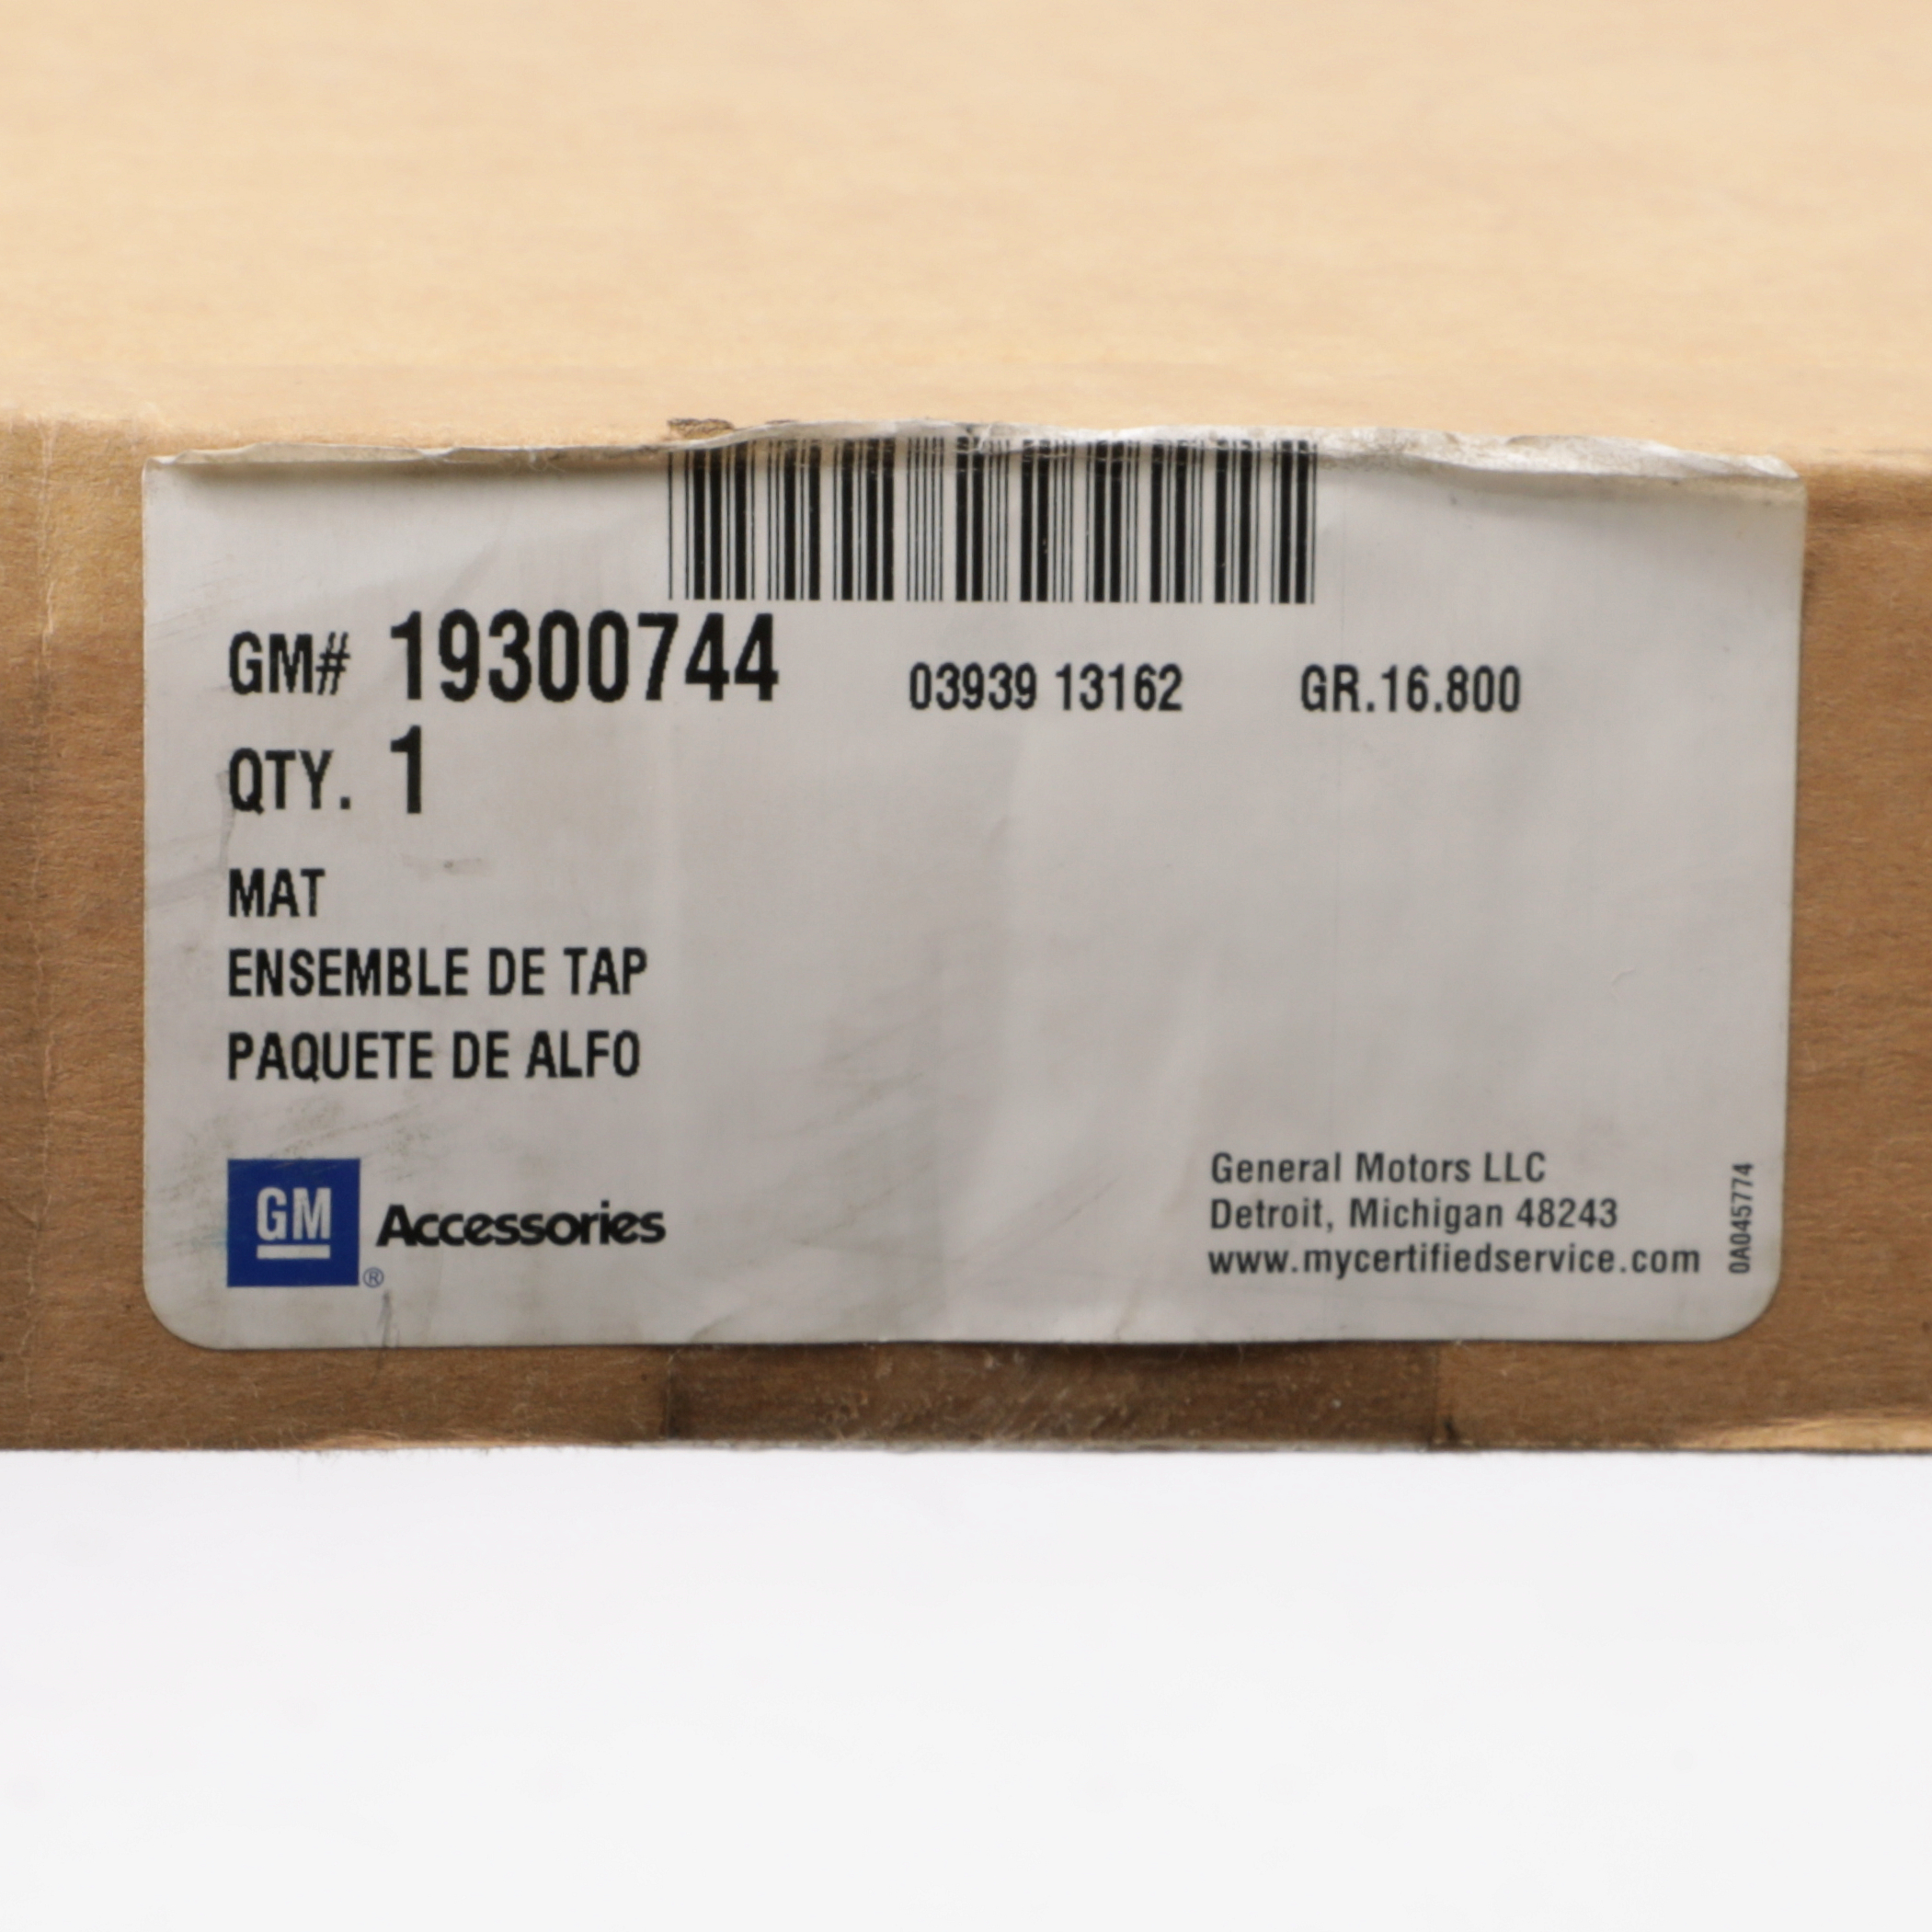 GM# 19300744 03939 13162 GR.16.800
QTY. 1
MAT
ENSEMBLE DE TAP
PAQUETE DE ALFO
GM® Accessories
General Motors LLC
Detroit, Michigan 48243
www.mycertifiedservice.com
0A045774